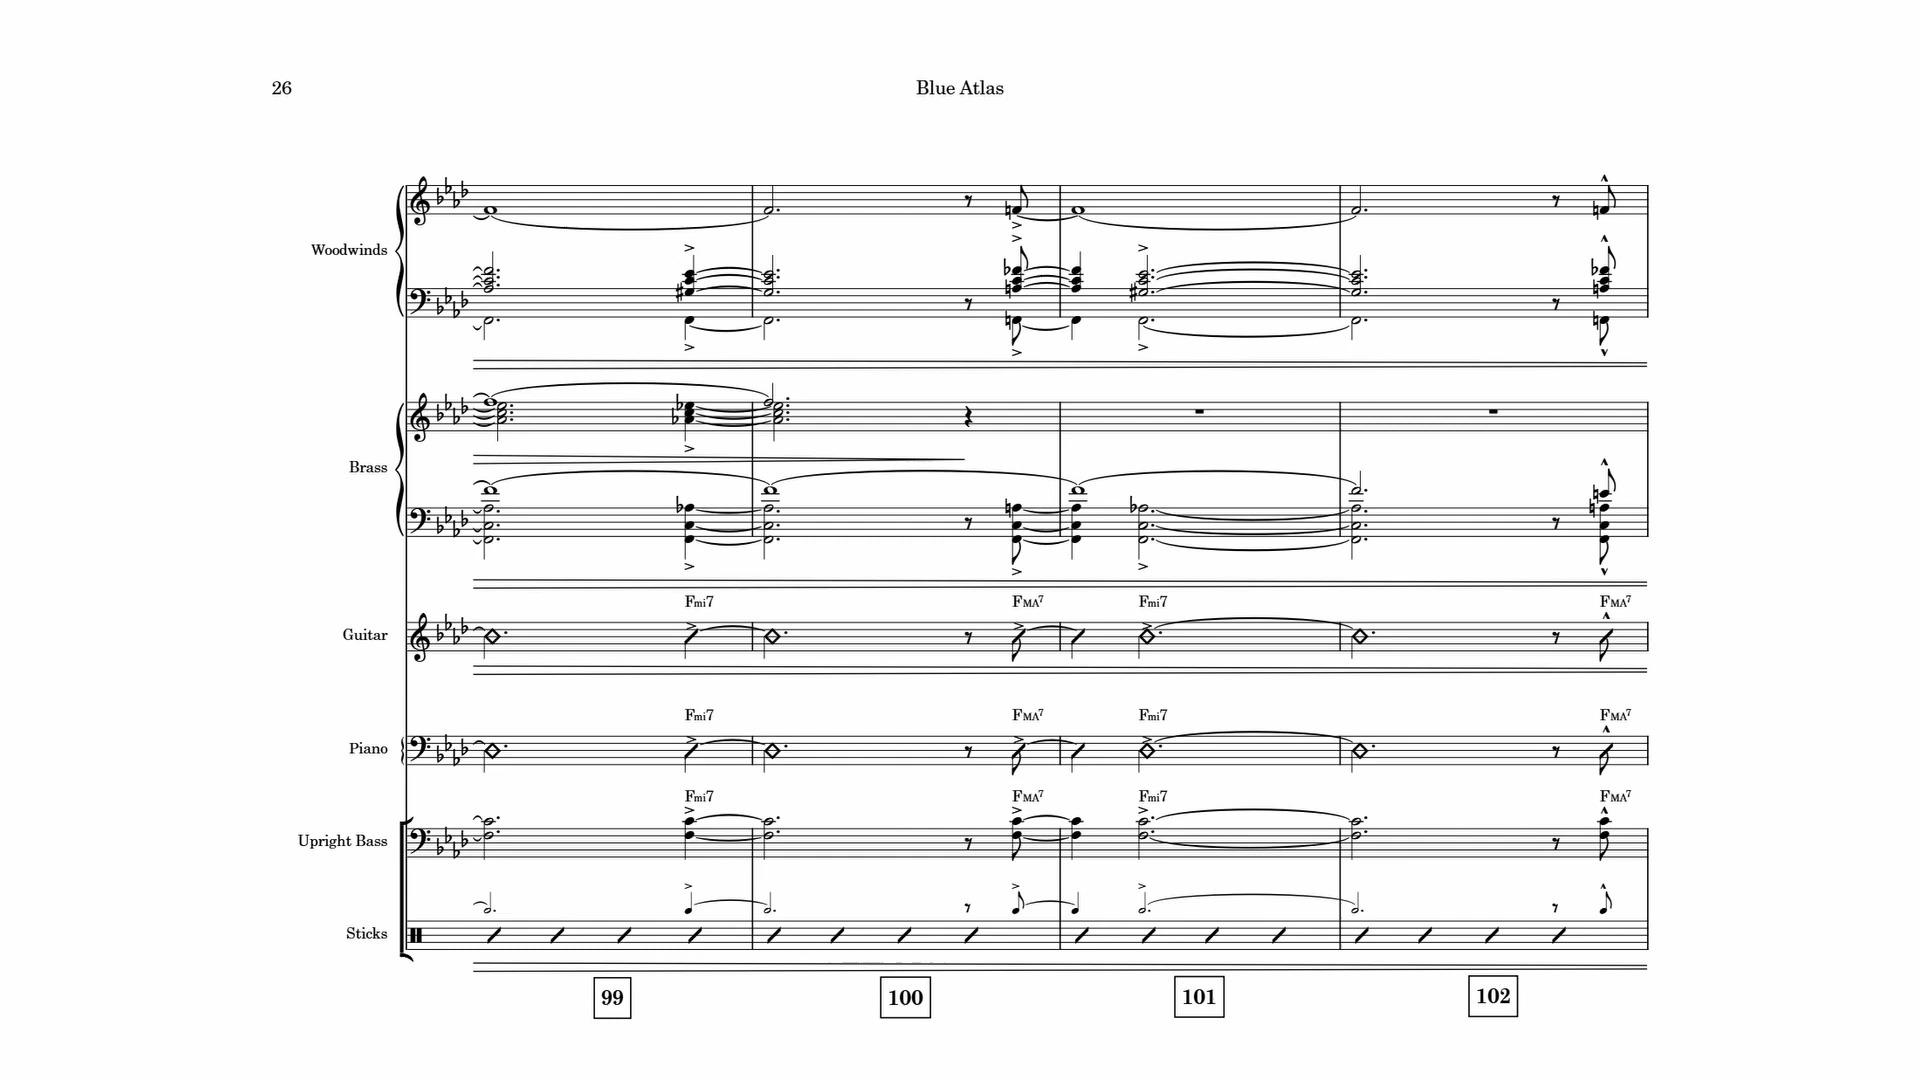 26
Blue Atlas
Woodwinds
Brass
Fmi7 FMA7 Fmi7 FMA7
Guitar
Fmi7 FMA7 Fmi7 FMA7
Piano
Fmi7 FMA7 Fmi7 FMA7
Upright Bass
Sticks
99 100 101 102